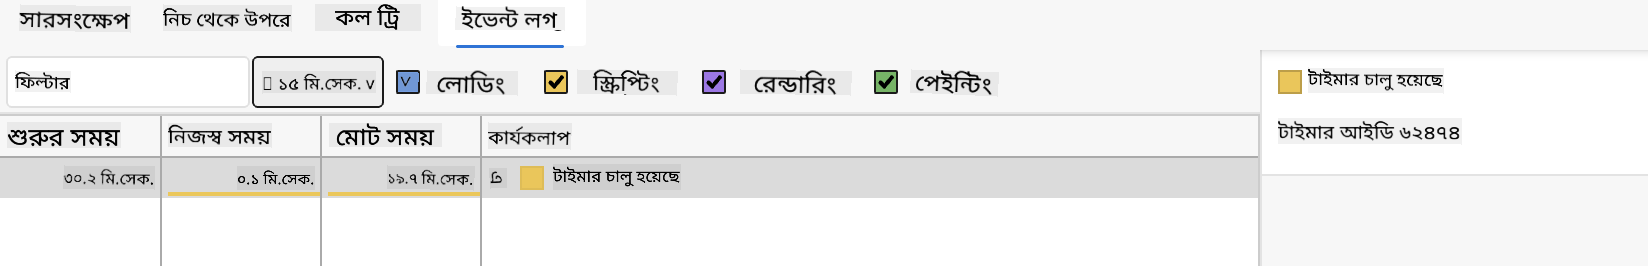 সারসংক্ষেপ নিচ থেকে উপরে কল ট্রি ইভেন্ট লগ
ফিল্টার ১৫ মি.সেক. v লোডিং স্ক্রিপ্টিং রেন্ডারিং পেইন্টিং
টাইমার চালু হয়েছে
টাইমার আইডি ৬২৪৭৪
শুরুর সময় নিজস্ব সময় মোট সময় কার্যকলাপ
৩০.২ মি.সেক. ০.১ মি.সেক. ১৯.৭ মি.সেক. টাইমার চালু হয়েছে